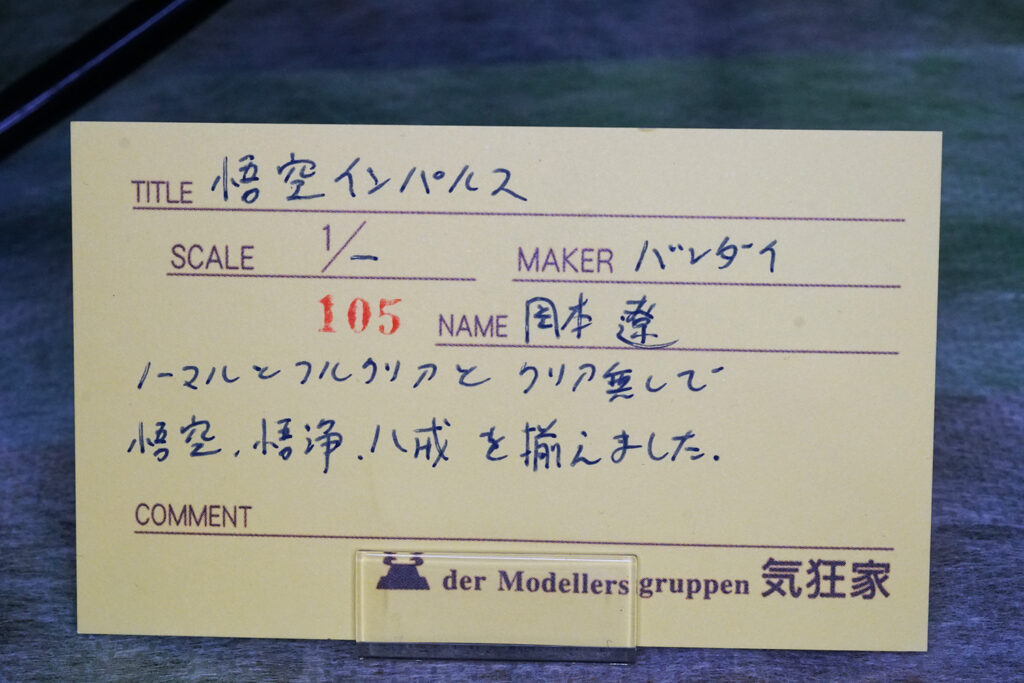 TITLE 悟空インパルス
SCALE 1/− MAKER バンダイ
105 NAME 岡本 遼
ノーマルとフルクリアと クリア無しで
悟空、悟浄、八戒 を揃えました.
COMMENT
der Modellers gruppen 気狂家